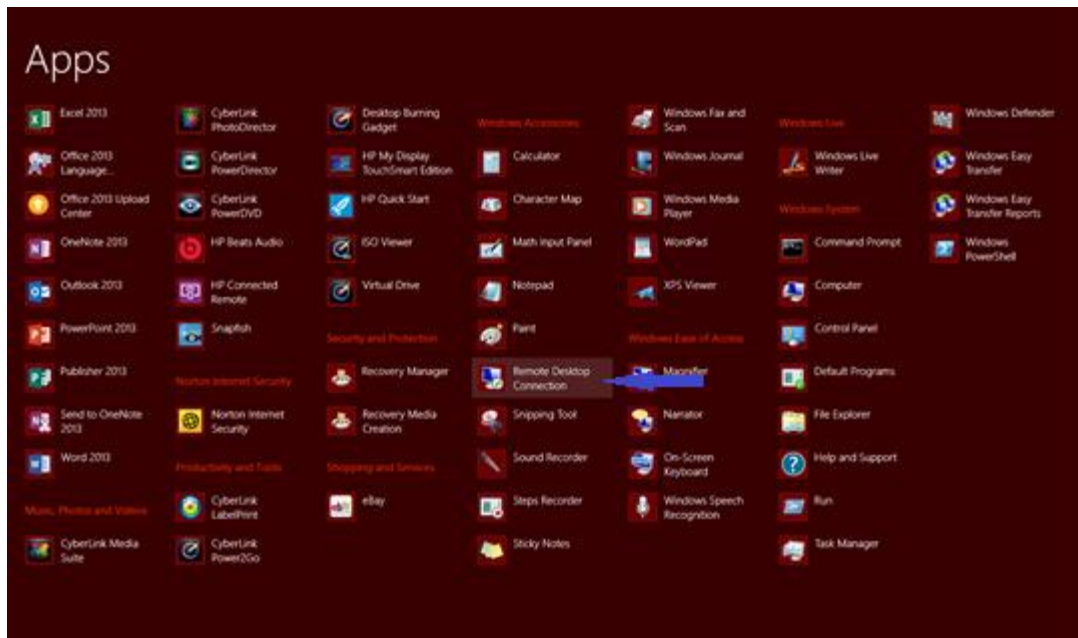 Apps
Excel 2013
Office 2013
Language...
Office 2013 Upload
Center
OneNote 2013
Outlook 2013
PowerPoint 2013
Publisher 2013
Send to OneNote
2013
Word 2013
Music, Photos and Videos
CyberLink Media
Suite
CyberLink
PhotoDirector
CyberLink
PowerDirector
CyberLink
PowerDVD
HP Beats Audio
HP Connected
Remote
Snapfish
Norton Internet Security
Norton Internet
Security
Productivity and Tools
CyberLink
LabelPrint
CyberLink
Power2Go
Desktop Burning
Gadget
HP My Display
TouchSmart Edition
HP Quick Start
ISO Viewer
Virtual Drive
Security and Protection
Recovery Manager
Recovery Media
Creation
Shopping and Services
eBay
Windows Accessories
Calculator
Character Map
Math Input Panel
Notepad
Paint
Remote Desktop
Connection
Snipping Tool
Sound Recorder
Steps Recorder
Sticky Notes
Windows Fax and
Scan
Windows Journal
Windows Media
Player
WordPad
XPS Viewer
Windows Ease of Access
Magnifier
Narrator
On-Screen
Keyboard
Windows Speech
Recognition
Windows Live
Windows Live
Writer
Windows System
Command Prompt
Computer
Control Panel
Default Programs
File Explorer
Help and Support
Run
Task Manager
Windows Defender
Windows Easy
Transfer
Windows Easy
Transfer Reports
Windows
PowerShell